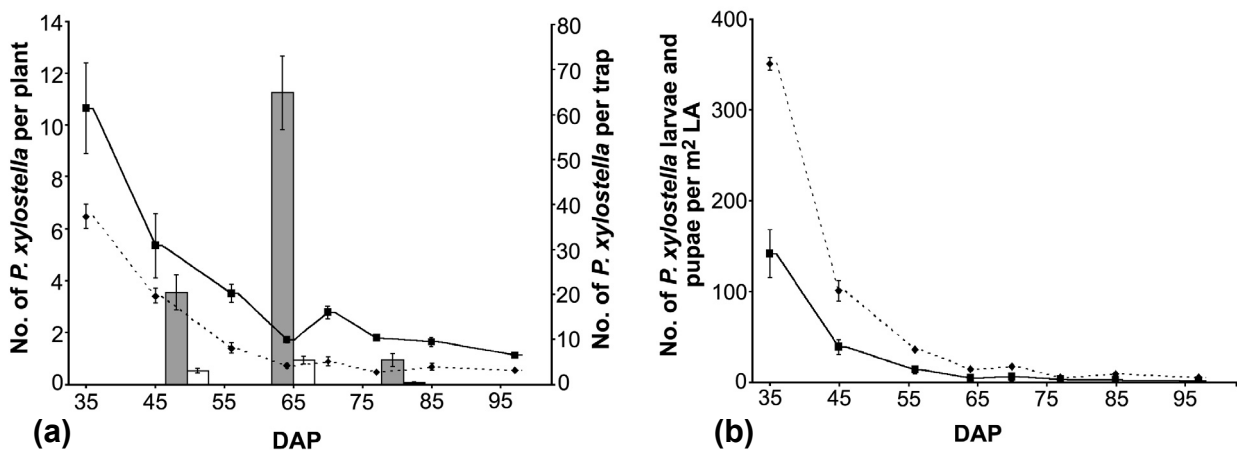 14
12
10
8
6
4
2
0
No. of P. xylostella per plant
80
70
60
50
40
30
20
10
0
No. of P. xylostella per trap
35 45 55 65 75 85 95
DAP
(a)
400
300
200
100
0
No. of P. xylostella larvae and
pupae per m² LA
35 45 55 65 75 85 95
DAP
(b)